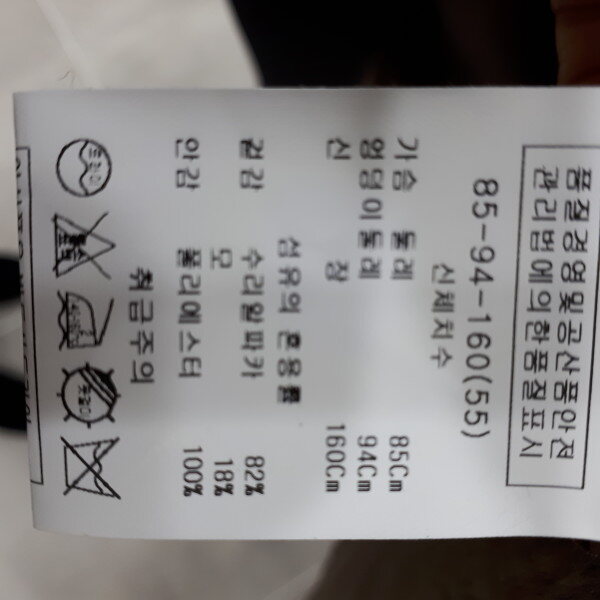 품질경영및공산품안전
관리법에의한품질표시
85-94-160(55)
신체치수
가슴 둘레 85Cm
엉덩이둘레 94Cm
신 장 160Cm
섬유의 혼용률
겉감 수리알파카 82%
모 18%
안감 폴리에스터 100%
취급주의
드라이